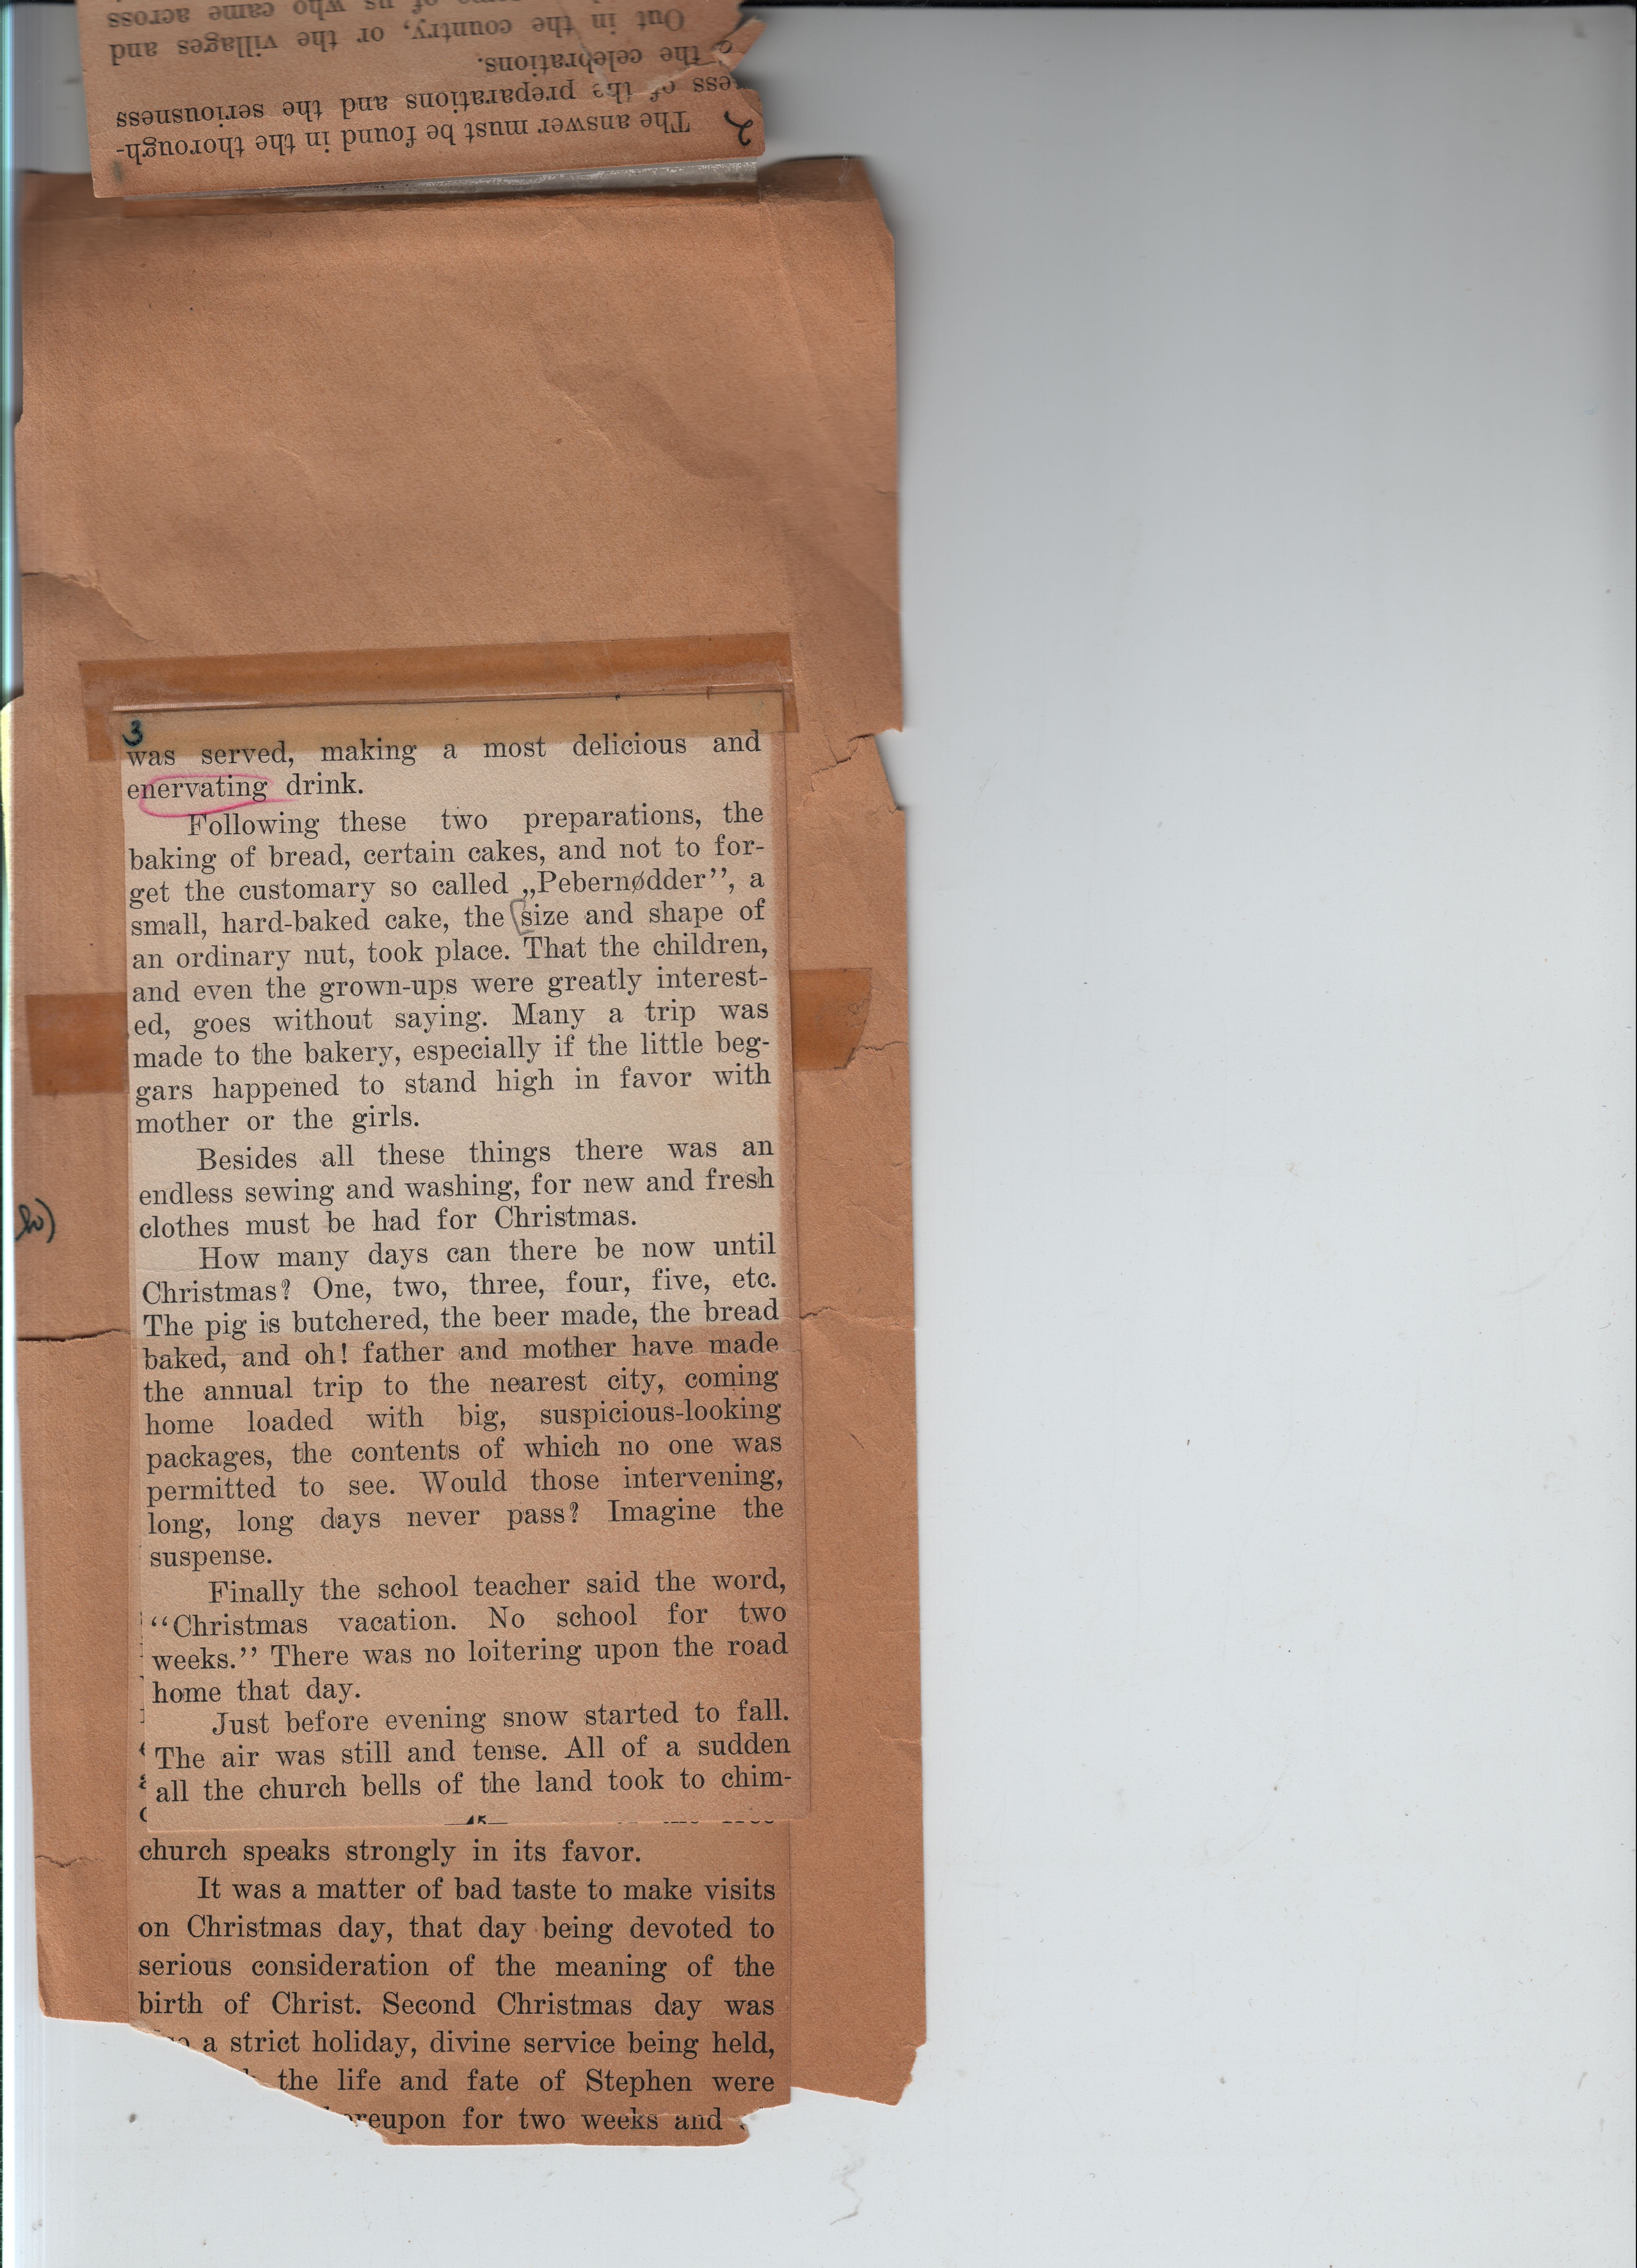 2
The answer must be found in the thorough-
ess of the preparations and the seriousness
the celebrations.
Out in the country, or the villages and
of us who came across
3
was served, making a most delicious and
enervating drink.
Following these two preparations, the
baking of bread, certain cakes, and not to for-
get the customary so called „Pebernødder”, a
small, hard-baked cake, the [size and shape of
an ordinary nut, took place. That the children,
and even the grown-ups were greatly interest-
ed, goes without saying. Many a trip was
made to the bakery, especially if the little beg-
gars happened to stand high in favor with
mother or the girls.
Besides all these things there was an
endless sewing and washing, for new and fresh
clothes must be had for Christmas.
How many days can there be now until
Christmas? One, two, three, four, five, etc.
The pig is butchered, the beer made, the bread
baked, and oh! father and mother have made
the annual trip to the nearest city, coming
home loaded with big, suspicious-looking
packages, the contents of which no one was
permitted to see. Would those intervening,
long, long days never pass? Imagine the
suspense.
Finally the school teacher said the word,
“Christmas vacation. No school for two
weeks.” There was no loitering upon the road
home that day.
Just before evening snow started to fall.
The air was still and tense. All of a sudden
all the church bells of the land took to chim-
church speaks strongly in its favor.
It was a matter of bad taste to make visits
on Christmas day, that day being devoted to
serious consideration of the meaning of the
birth of Christ. Second Christmas day was
a strict holiday, divine service being held,
the life and fate of Stephen were
ereupon for two weeks and